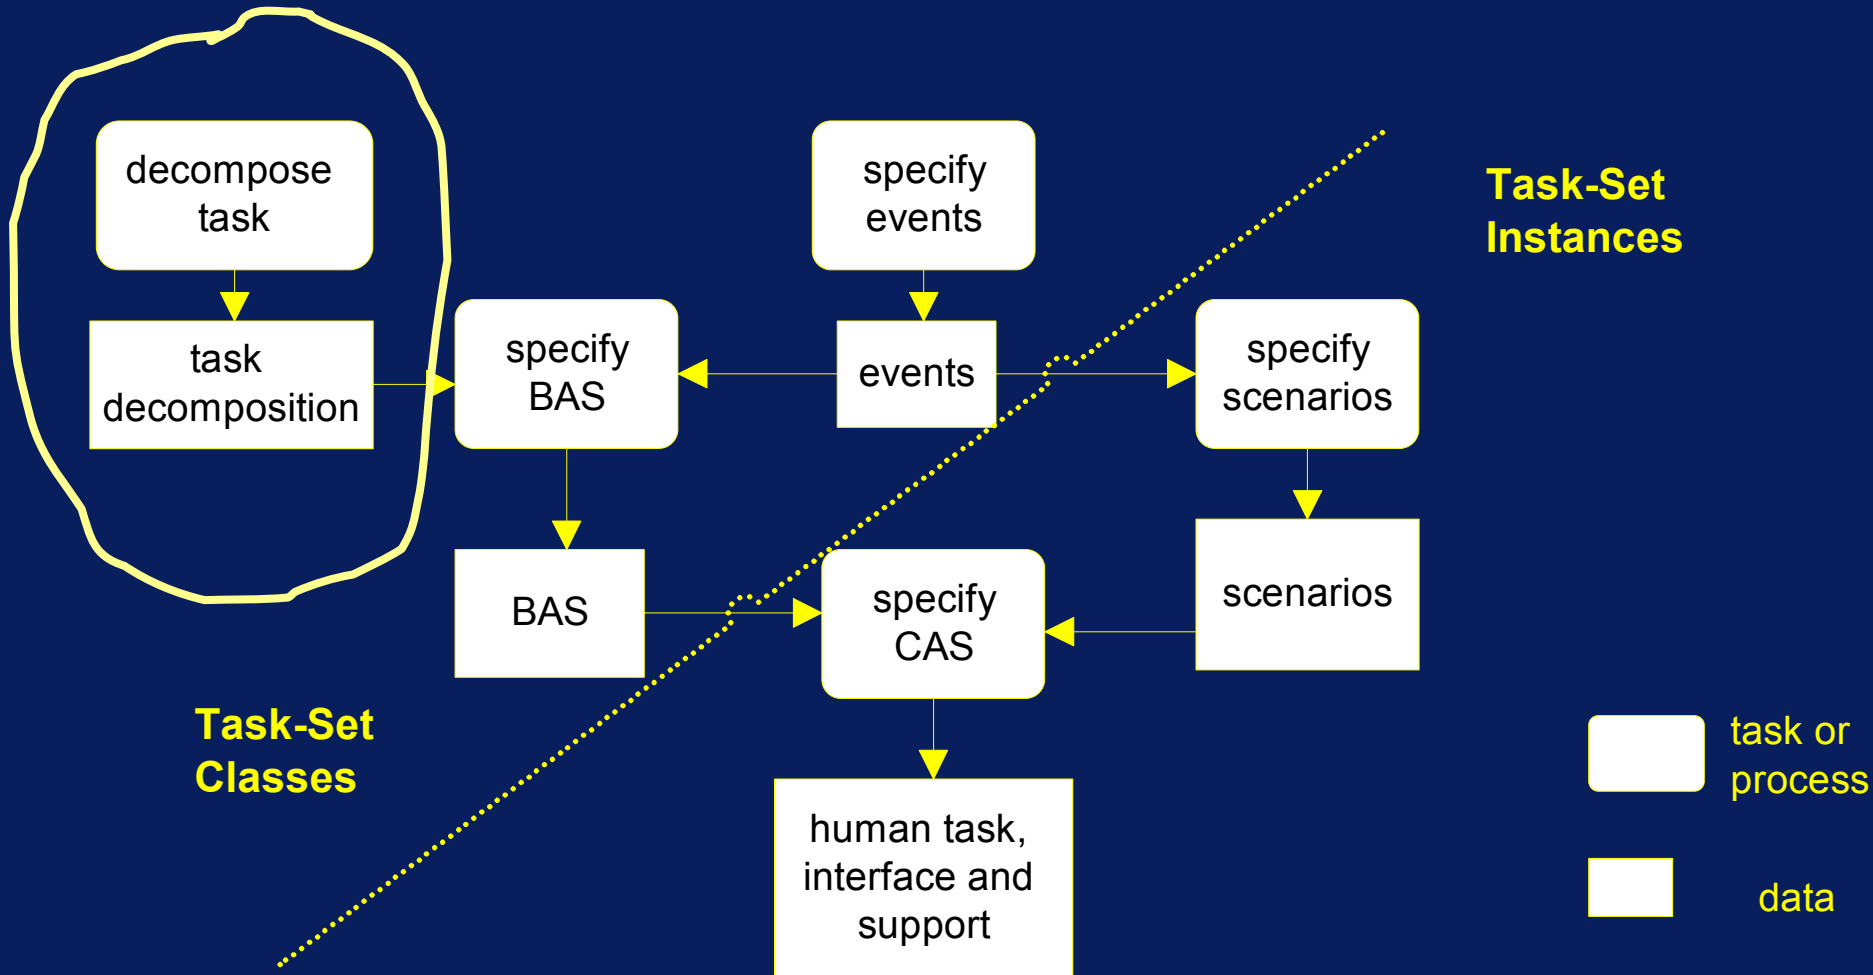 decompose
task
specify
events
Task-Set
Instances
task
decomposition
specify
BAS
events
specify
scenarios
BAS
specify
CAS
scenarios
Task-Set
Classes
human task,
interface and
support
task or
process
data